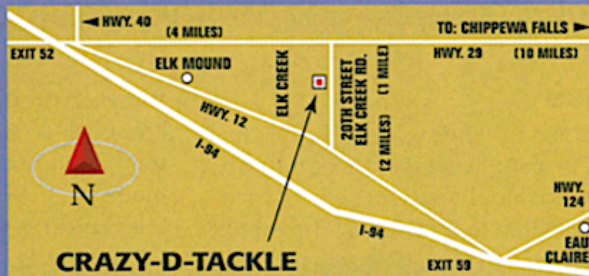 HWY. 40
(4 MILES)
TO: CHIPPEWA FALLS
EXIT 52
HWY. 29 (10 MILES)
ELK MOUND
ELK CREEK
20TH STREET
ELK CREEK RD.
(2 MILES) (1 MILE)
HWY. 12
I-94
N
HWY.
124
I-94
EAU
CLAIRE
EXIT 59
CRAZY-D-TACKLE